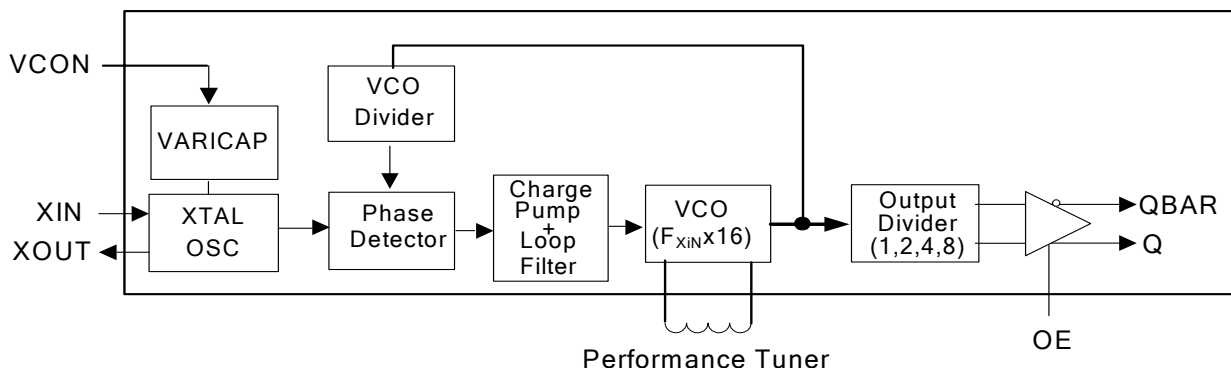 VCON
VCO
Divider
VARICAP
XIN
XOUT
XTAL
OSC
Phase
Detector
Charge
Pump
+
Loop
Filter
VCO
(FXiNx16)
Output
Divider
(1,2,4,8)
QBAR
Q
OE
Performance Tuner